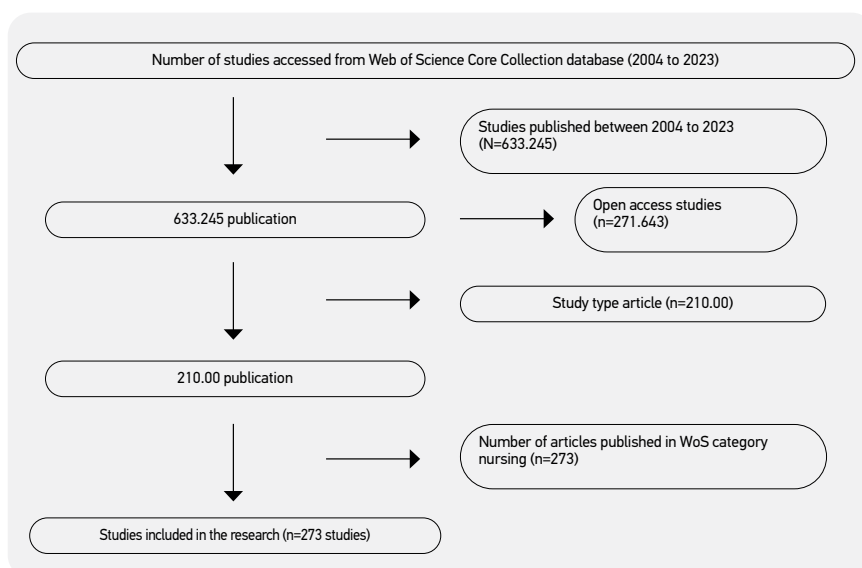 Number of studies accessed from Web of Science Core Collection database (2004 to 2023)
Studies published between 2004 to 2023
(N=633.245)
633.245 publication
Open access studies
(n=271.643)
Study type article (n=210.00)
210.00 publication
Number of articles published in WoS category
nursing (n=273)
Studies included in the research (n=273 studies)